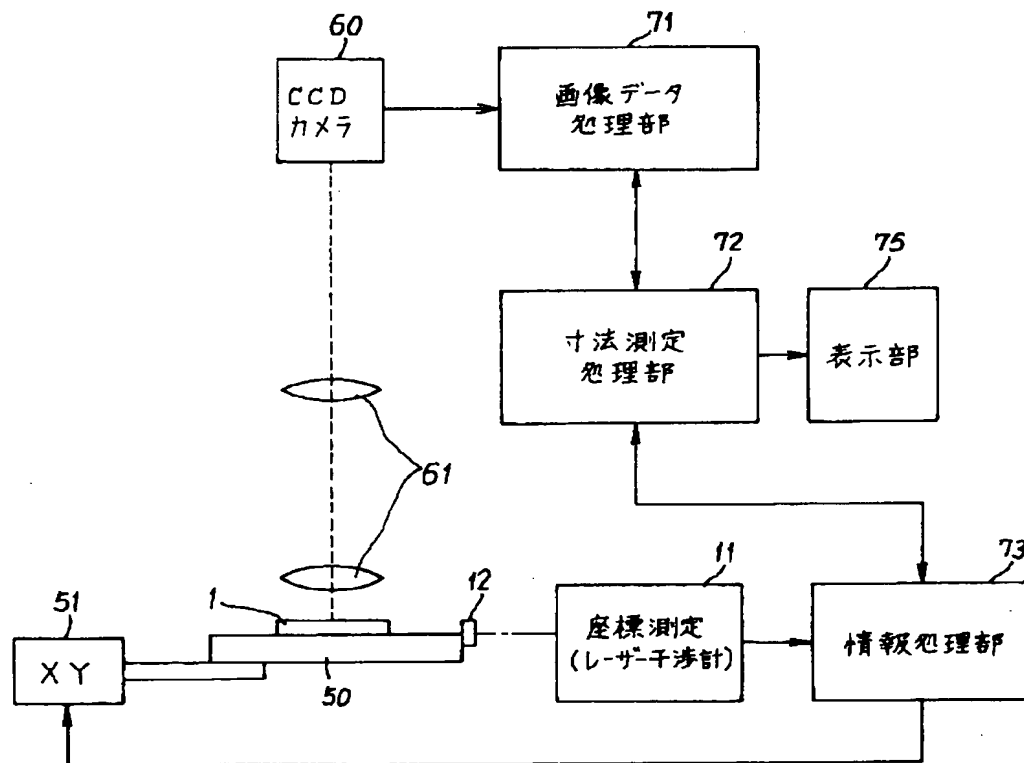 60
71
CCD
カメラ
画像データ
処理部
72
75
寸法測定
処理部
表示部
61
11
73
51
1
12
座標測定
(レーザー干渉計)
情報処理部
XY
50